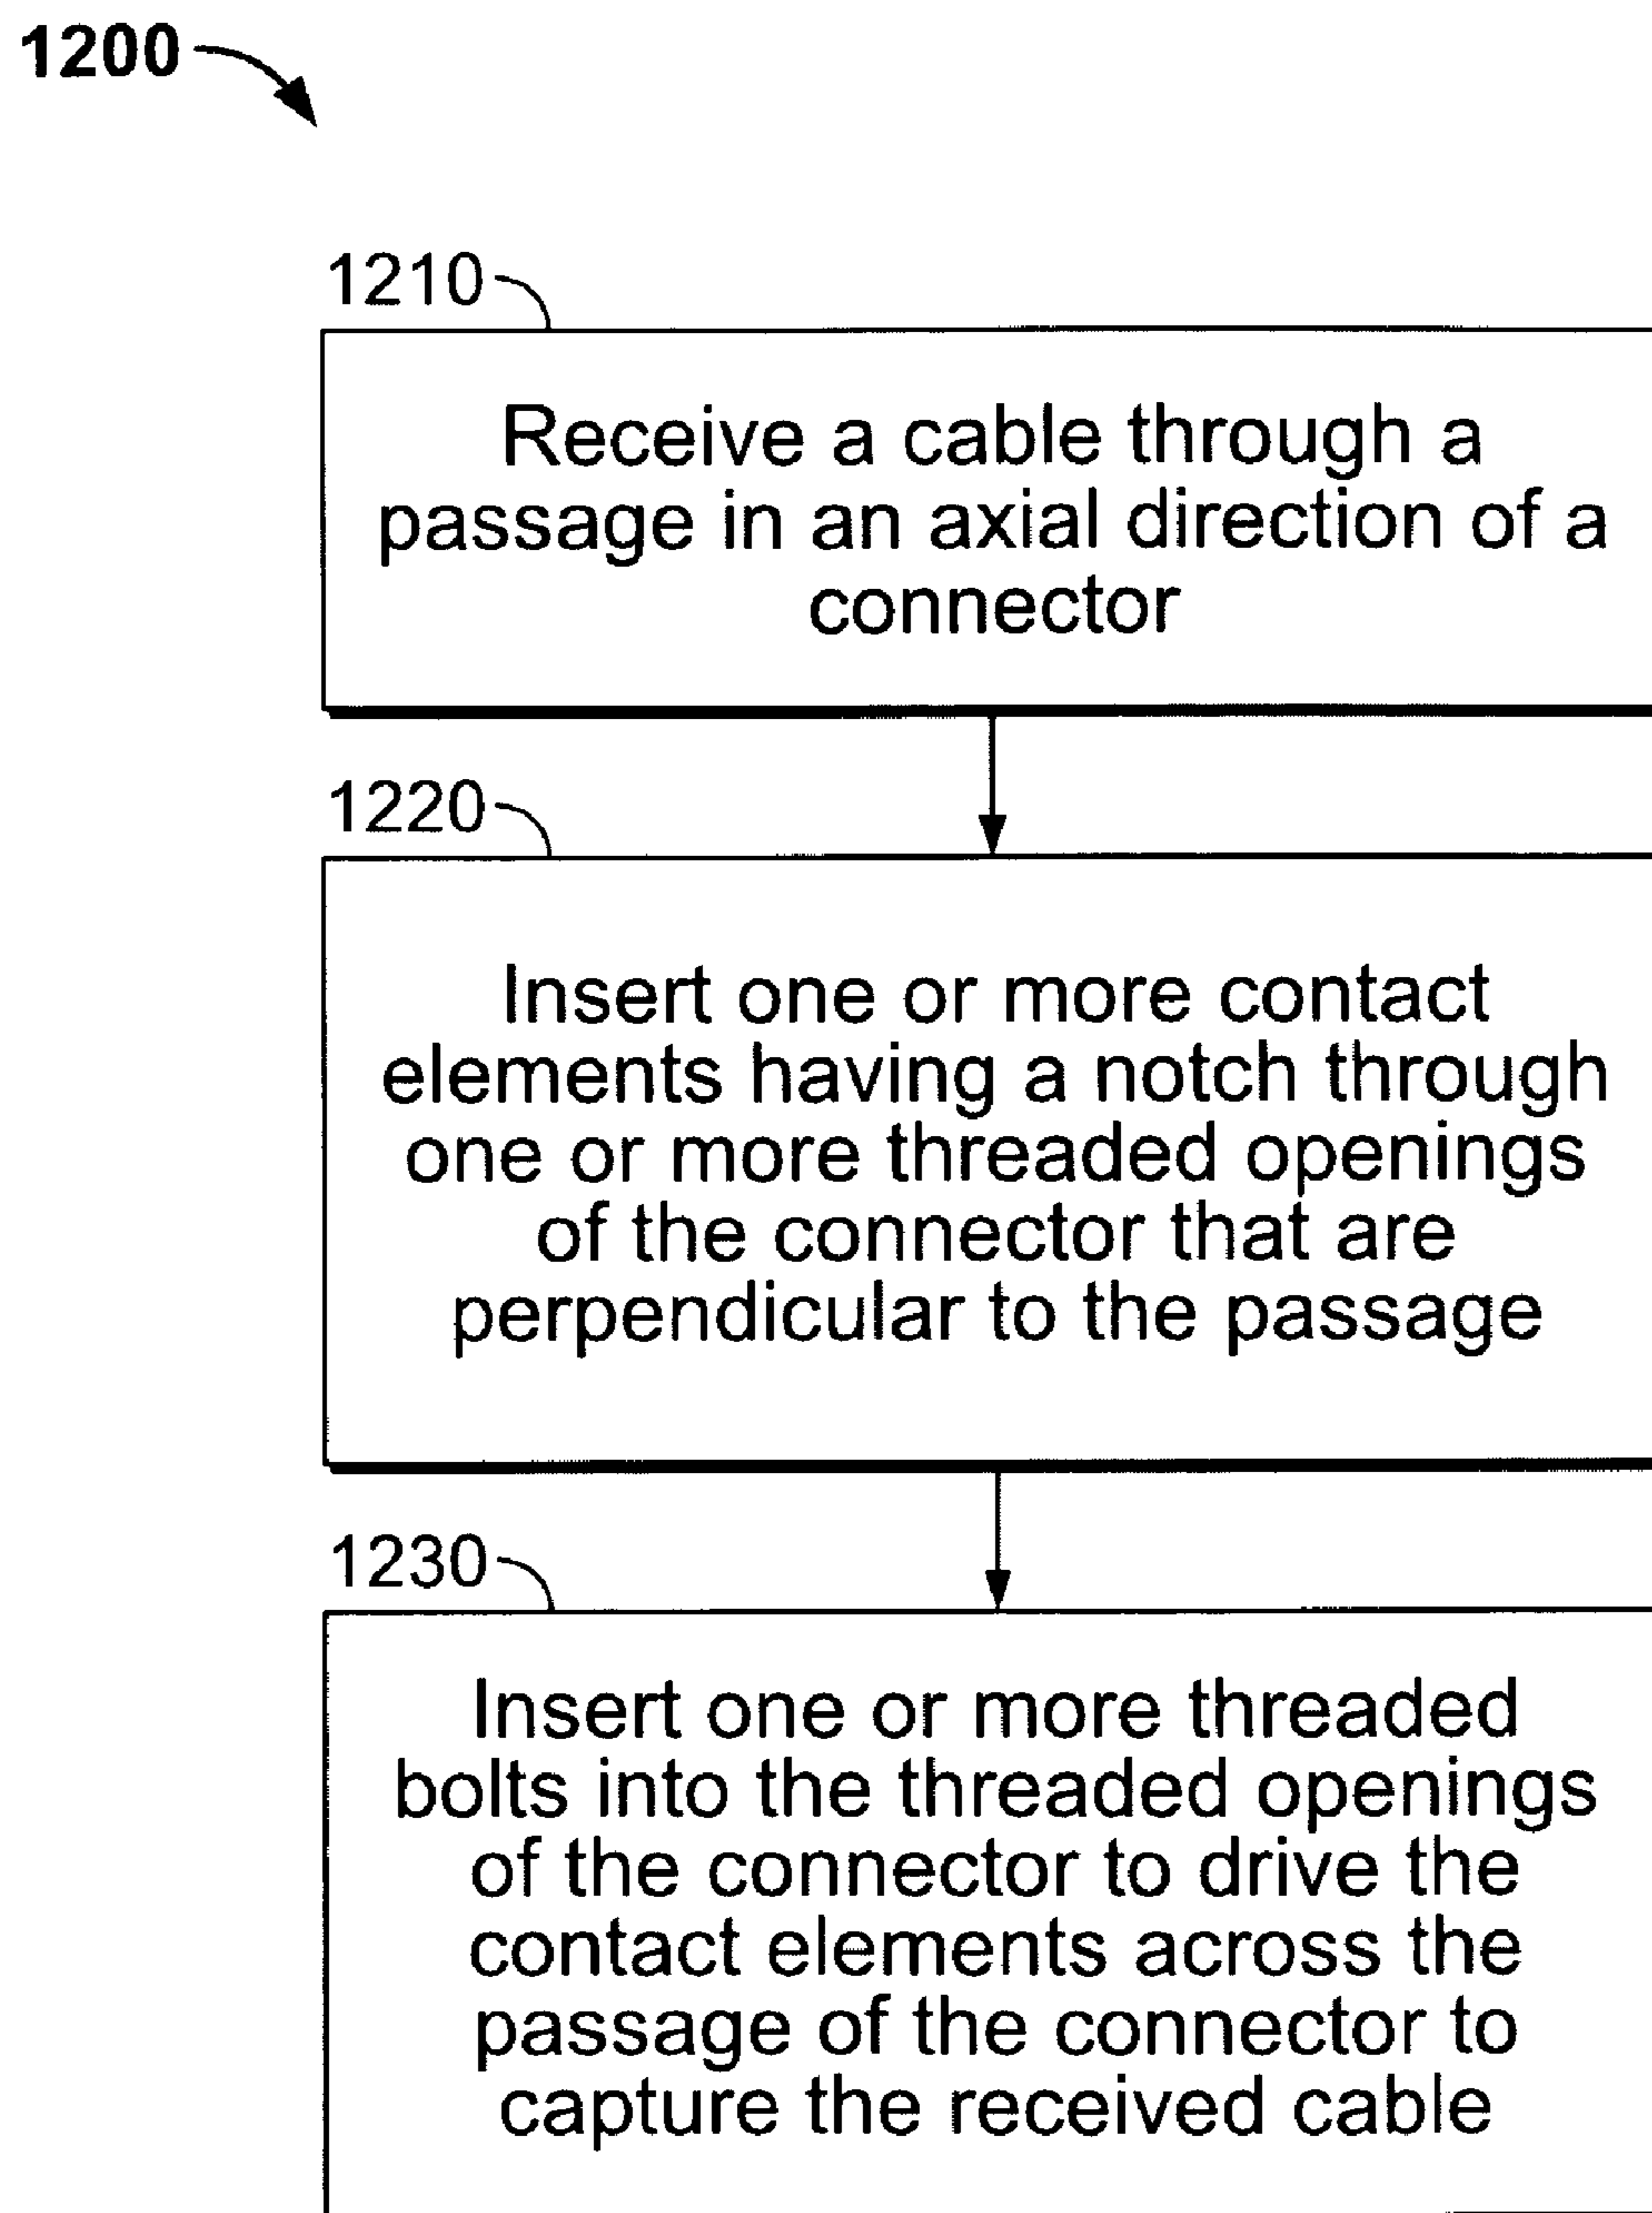 1200
1210
Receive a cable through a
passage in an axial direction of a
connector
1220
Insert one or more contact
elements having a notch through
one or more threaded openings
of the connector that are
perpendicular to the passage
1230
Insert one or more threaded
bolts into the threaded openings
of the connector to drive the
contact elements across the
passage of the connector to
capture the received cable